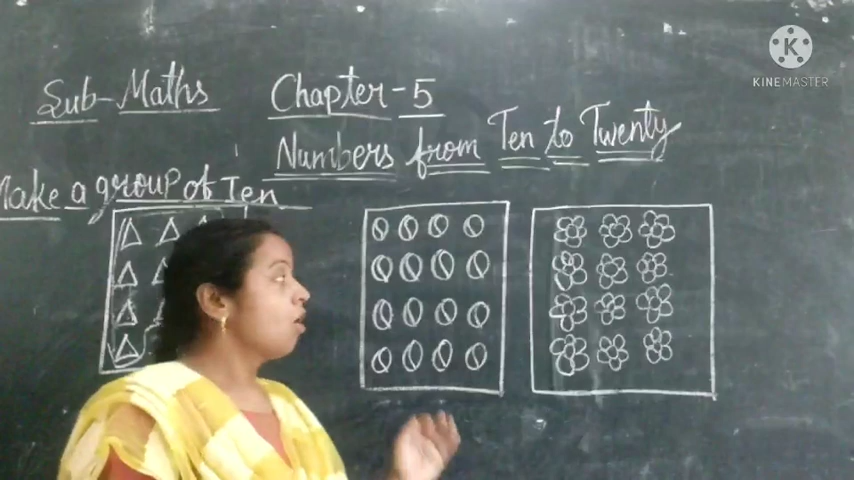 Sub-Maths Chapter-5
Numbers from Ten to Twenty
Make a group of Ten
KINEMASTER